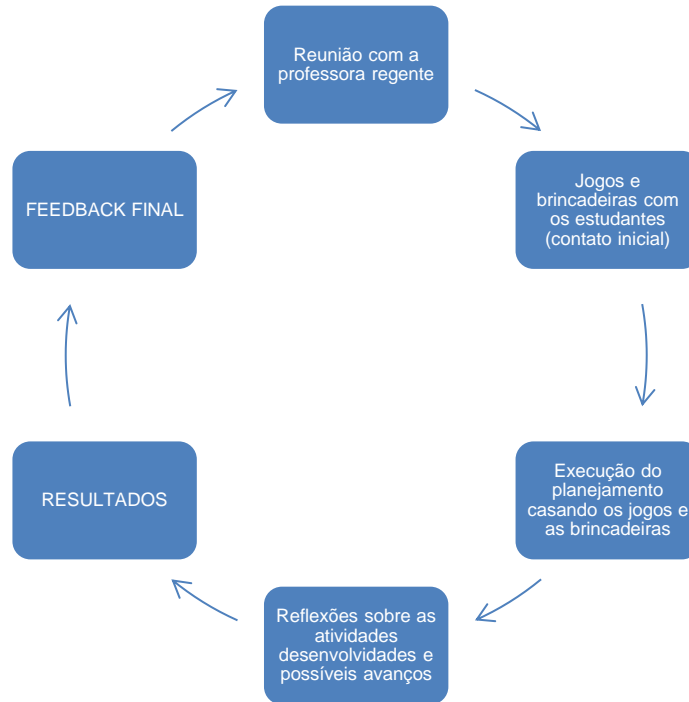 Reunião com a
professora regente
Jogos e
brincadeiras com
os estudantes
(contato inicial)
Execução do
planejamento
casando os jogos e
as brincadeiras
Reflexões sobre as
atividades
desenvolvidas e
possíveis avanços
RESULTADOS
FEEDBACK FINAL